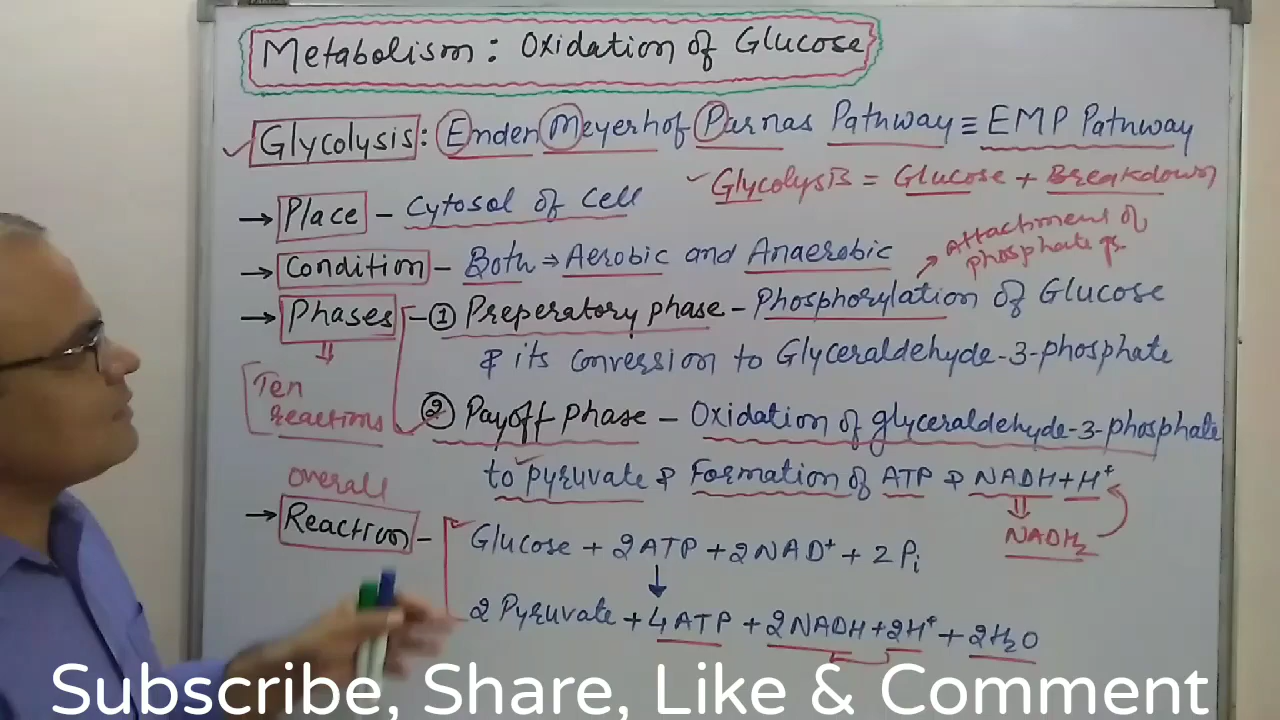 Metabolism: Oxidation of Glucose
Glycolysis: Emden Meyerhof Parnas Pathway ≡ EMP Pathway
Glycolysis = Glucose + Breakdown
→ Place – Cytosol of Cell
→ Condition – Both → Aerobic and Anaerobic
Attachment of
phosphate gs.
→ Phases – ① Preperatory phase – Phosphorylation of Glucose
& its conversion to Glyceraldehyde-3-phosphate
Ten
reactions
② Payoff phase – Oxidation of glyceraldehyde-3-phosphate
to pyruvate & Formation of ATP & NADH+H⁺
NADH₂
overall
→ Reaction – Glucose + 2ATP + 2NAD⁺ + 2Pi
↓
2 Pyruvate + 4ATP + 2NADH + 2H⁺ + 2H₂O
Subscribe, Share, Like & Comment